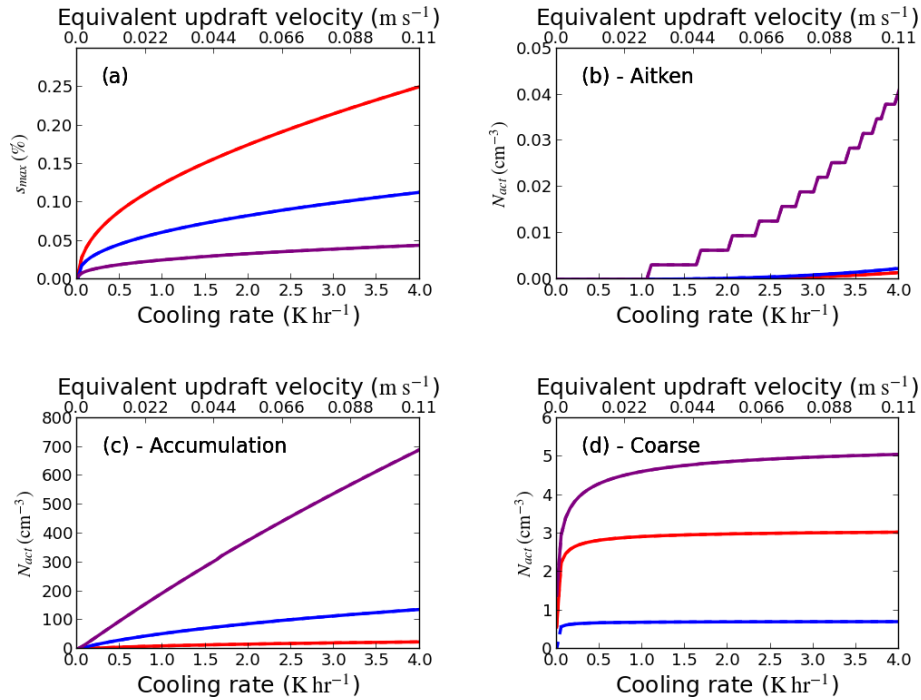 Equivalent updraft velocity (m s⁻¹)
0.0 0.022 0.044 0.066 0.088 0.11
(a)
0.25
0.20
0.15
0.10
0.05
0.00
s_max (%)
0.0 0.5 1.0 1.5 2.0 2.5 3.0 3.5 4.0
Cooling rate (K hr⁻¹)
Equivalent updraft velocity (m s⁻¹)
0.0 0.022 0.044 0.066 0.088 0.11
(b) - Aitken
0.05
0.04
0.03
0.02
0.01
0.00
N_act (cm⁻³)
0.0 0.5 1.0 1.5 2.0 2.5 3.0 3.5 4.0
Cooling rate (K hr⁻¹)
Equivalent updraft velocity (m s⁻¹)
0.0 0.022 0.044 0.066 0.088 0.11
(c) - Accumulation
800
700
600
500
400
300
200
100
0
N_act (cm⁻³)
0.0 0.5 1.0 1.5 2.0 2.5 3.0 3.5 4.0
Cooling rate (K hr⁻¹)
Equivalent updraft velocity (m s⁻¹)
0.0 0.022 0.044 0.066 0.088 0.11
(d) - Coarse
6
5
4
3
2
1
0
N_act (cm⁻³)
0.0 0.5 1.0 1.5 2.0 2.5 3.0 3.5 4.0
Cooling rate (K hr⁻¹)